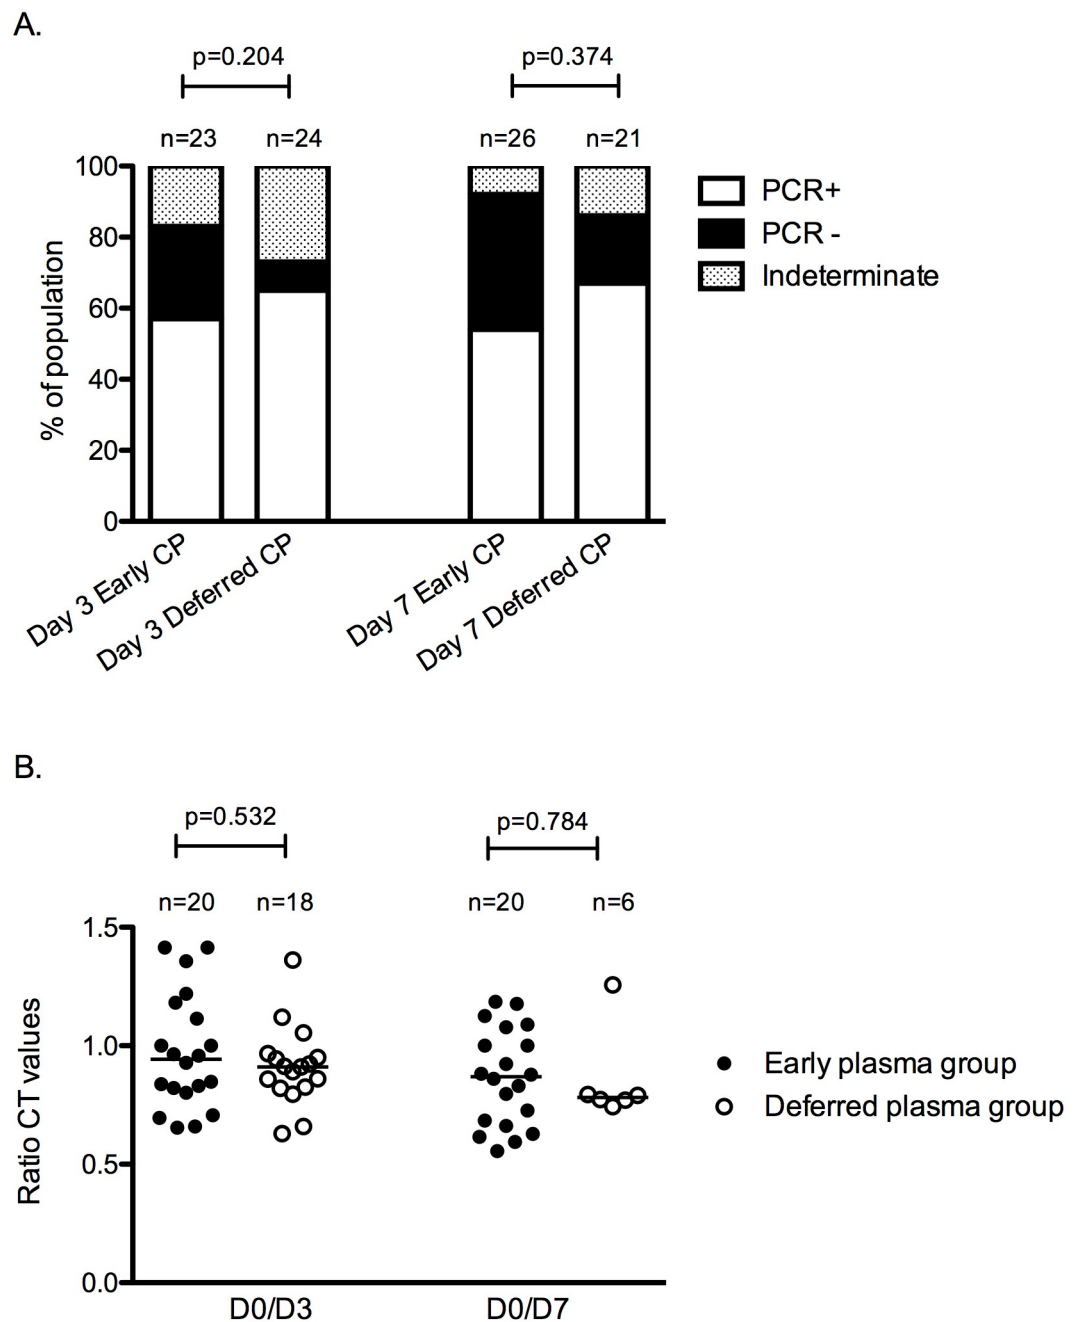 A.
p=0.204 p=0.374
n=23 n=24 n=26 n=21
100
80
60
40
20
0
% of population
PCR+
PCR -
Indeterminate
Day 3 Early CP
Day 3 Deferred CP
Day 7 Early CP
Day 7 Deferred CP
B.
p=0.532 p=0.784
n=20 n=18 n=20 n=6
1.5
1.0
0.5
0.0
Ratio CT values
Early plasma group
Deferred plasma group
D0/D3 D0/D7